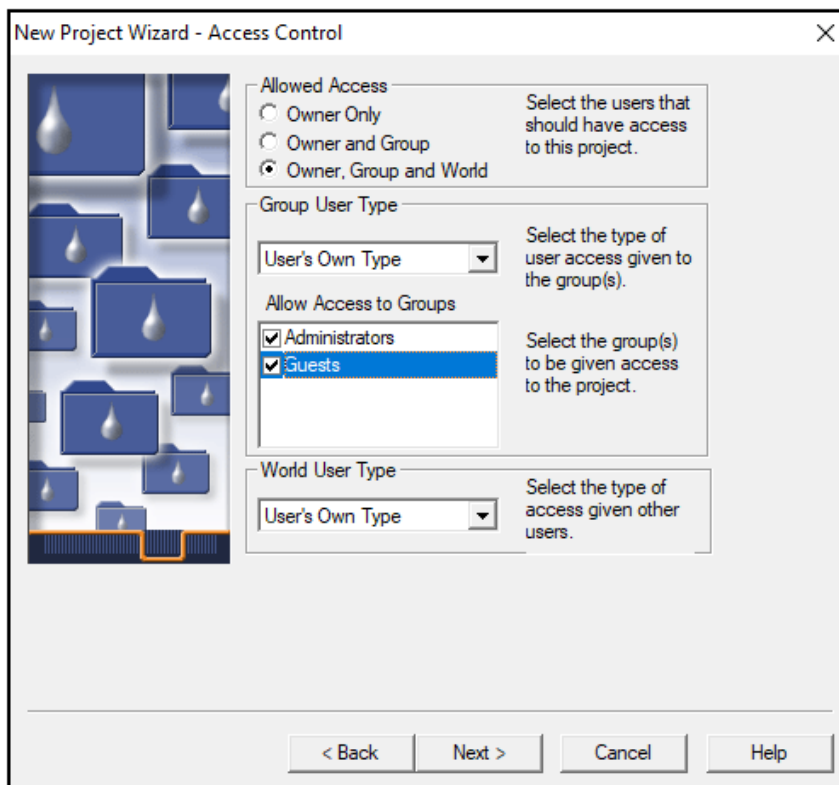 New Project Wizard - Access Control
Allowed Access
Owner Only
Owner and Group
Owner, Group and World
Select the users that
should have access
to this project.
Group User Type
User's Own Type
Select the type of
user access given to
the group(s).
Allow Access to Groups
Administrators
Guests
Select the group(s)
to be given access
to the project.
World User Type
User's Own Type
Select the type of
access given other
users.
< Back
Next >
Cancel
Help